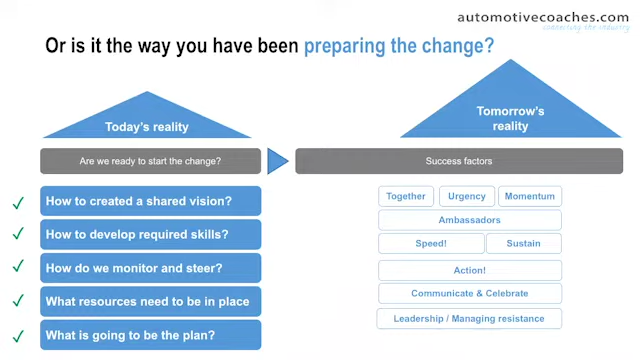 automotivecoaches.com
connecting the industry
Or is it the way you have been preparing the change?
Today's reality
Tomorrow's
reality
Are we ready to start the change?
Success factors
How to created a shared vision?
How to develop required skills?
How do we monitor and steer?
What resources need to be in place
What is going to be the plan?
Together
Urgency
Momentum
Ambassadors
Speed!
Sustain
Action!
Communicate & Celebrate
Leadership / Managing resistance